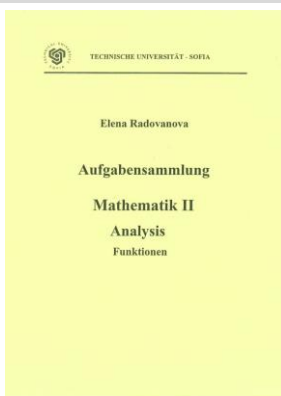 TECHNISCHE UNIVERSITÄT - SOFIA
Elena Radovanova
Aufgabensammlung
Mathematik II
Analysis
Funktionen